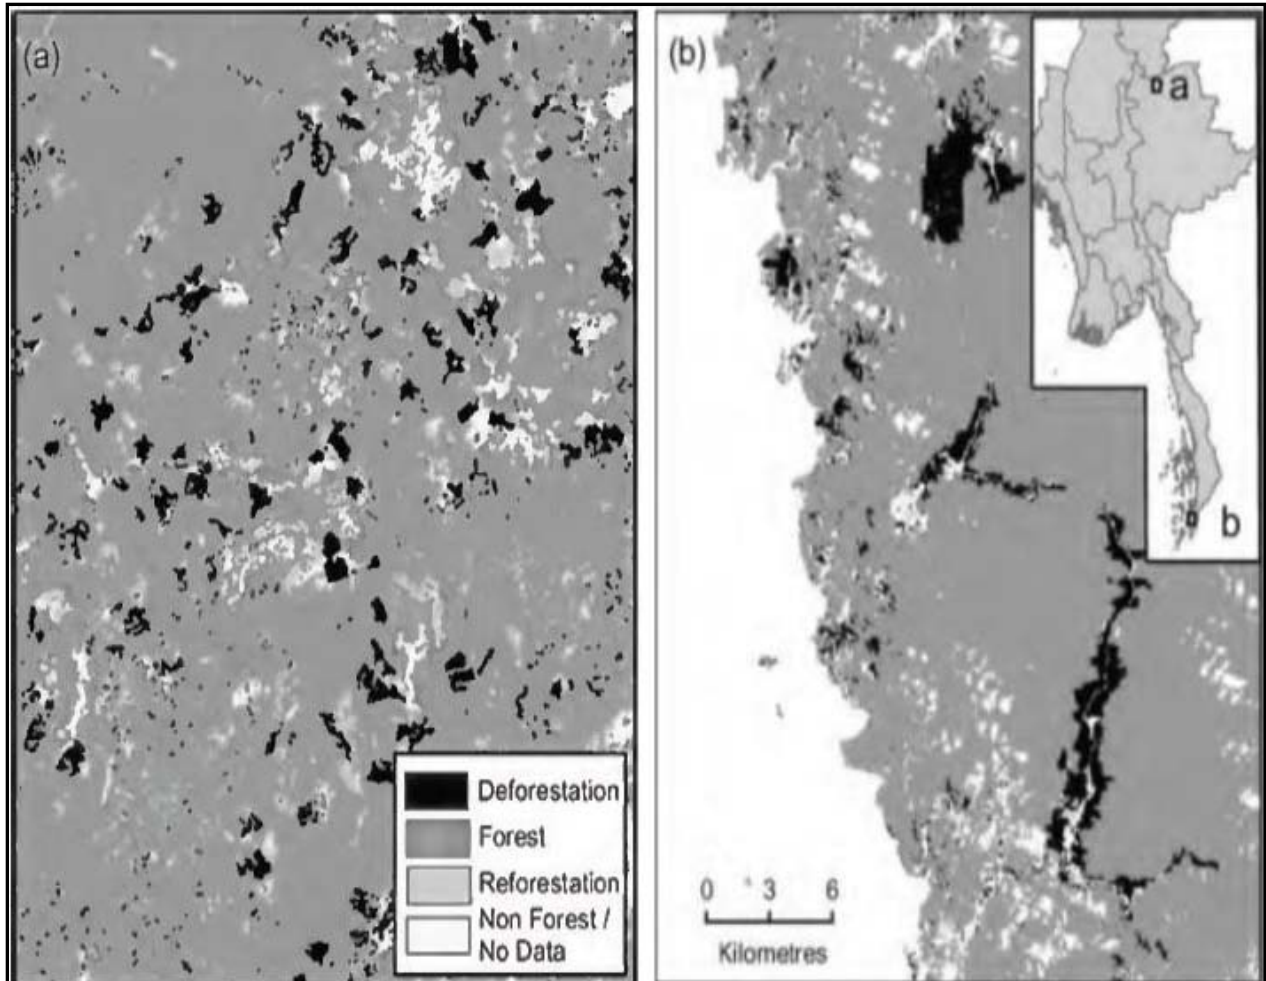 (a)
(b)
a
b
Deforestation
Forest
Reforestation
Non Forest /
No Data
0 3 6
Kilometres